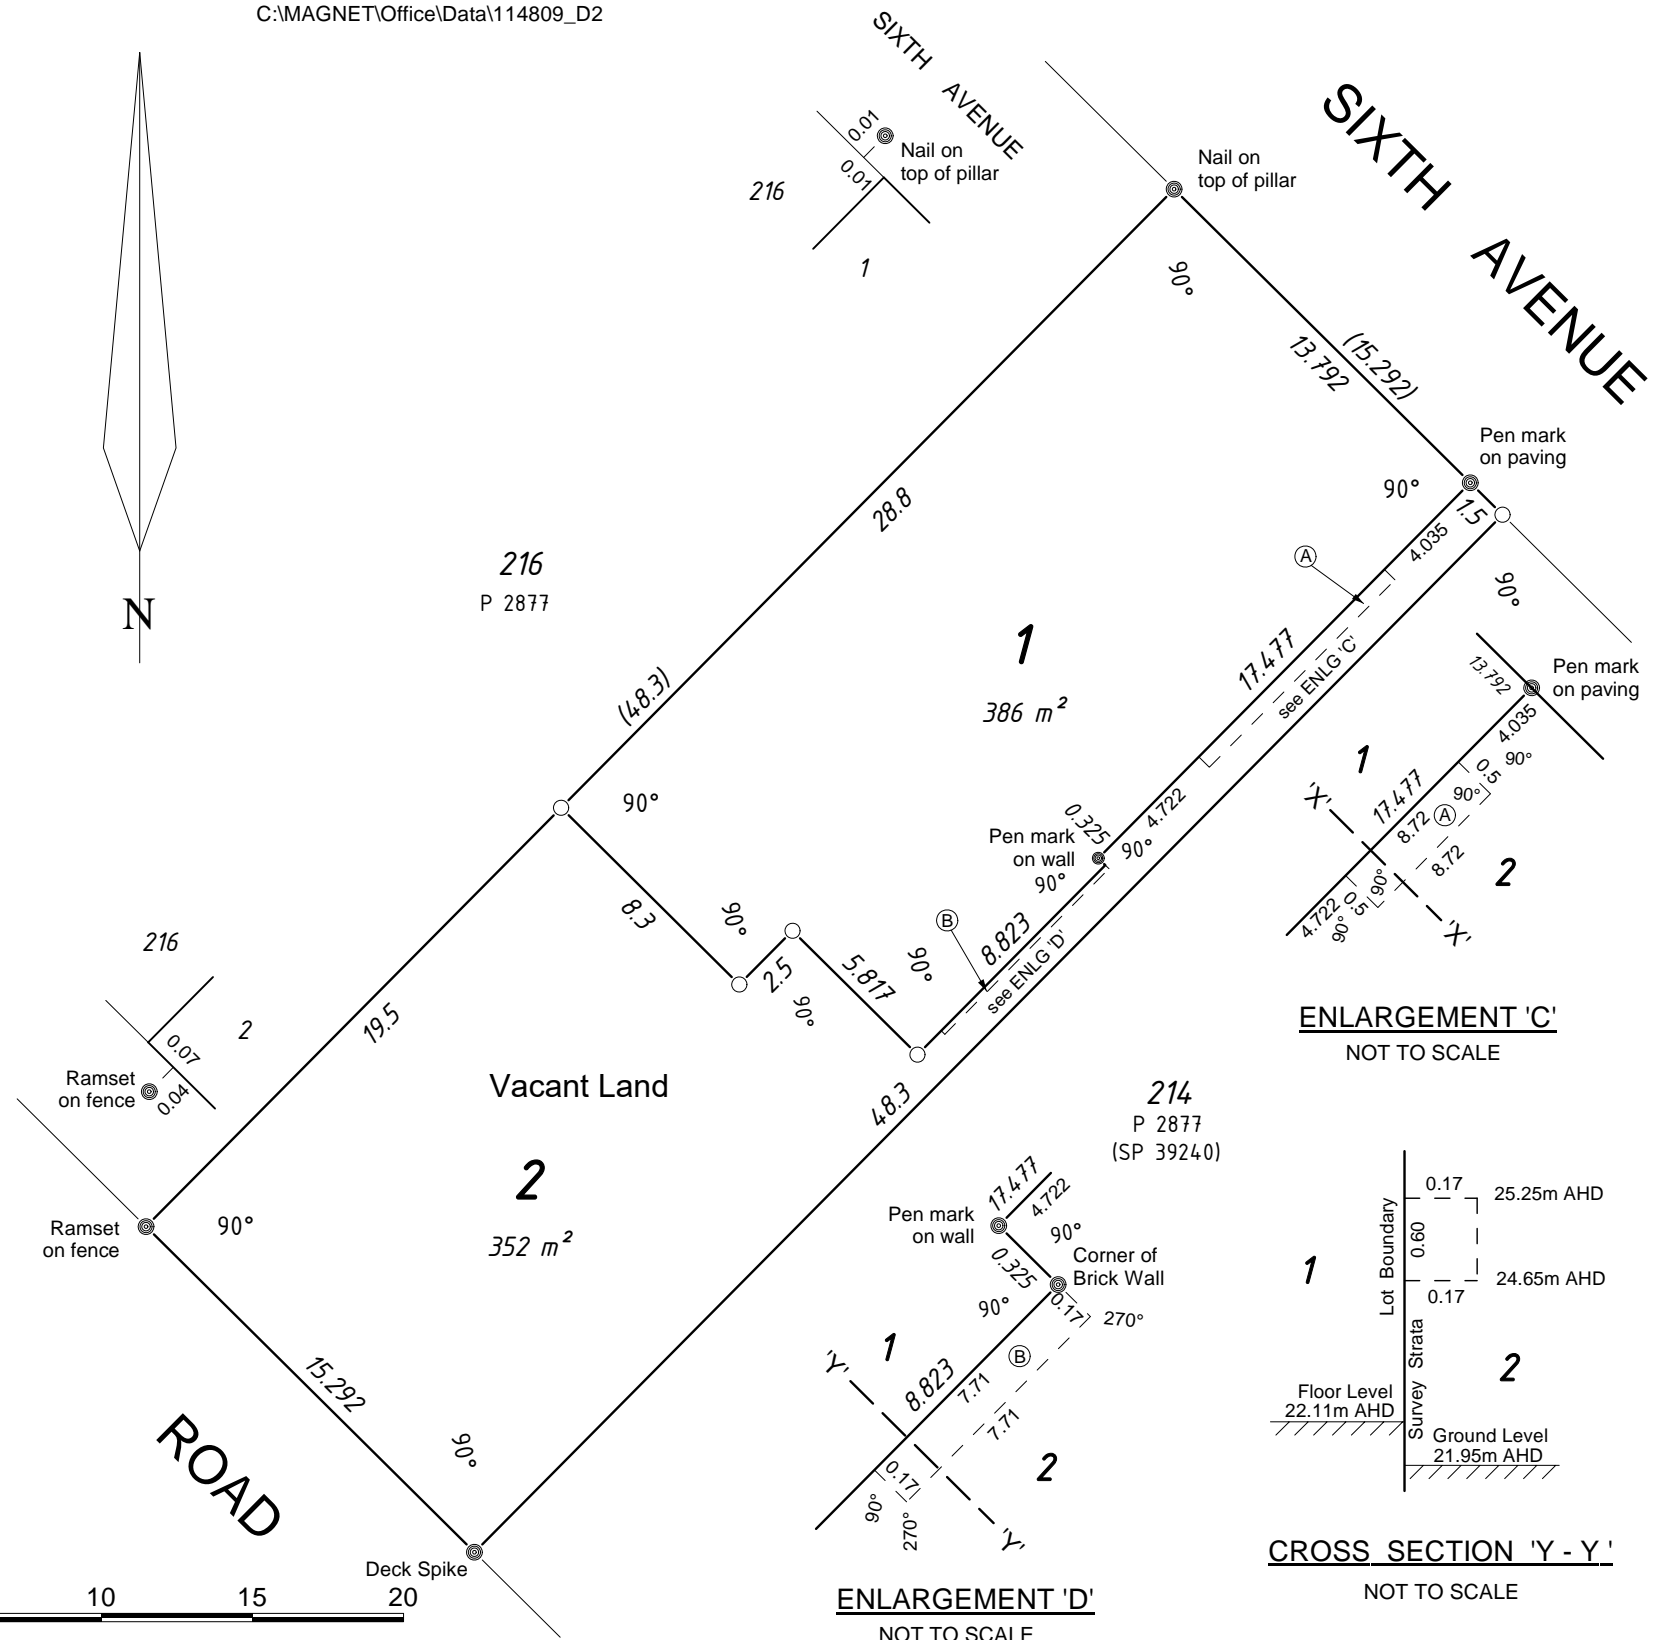 C:\MAGNET\Office\Data\114809_D2
SIXTH AVENUE
0.01
0.01
Nail on
top of pillar
216
1
Nail on
top of pillar
SIXTH AVENUE
90°
(15.292)
13.792
Pen mark
on paving
90°
1.5
4.035
28.8
A
216
P 2877
N
90°
1
386 m²
17.477
see ENLG 'C'
(48.3)
13.792
Pen mark
on paving
4.035
1
0.5
90°
17.477
90°
'X'
8.72
A
8.72
2
90°
0.5
4.722
90°
'X'
ENLARGEMENT 'C'
NOT TO SCALE
90°
4.722
0.325
Pen mark
on wall
90°
90°
8.3
90°
B
8.823
see ENLG 'D'
2.5
5.817
90°
90°
216
2
0.07
0.04
Ramset
on fence
19.5
Vacant Land
48.3
214
P 2877
(SP 39240)
2
352 m²
Ramset
on fence
90°
15.292
90°
ROAD
Deck Spike
10 15 20
17.477
4.722
Pen mark
on wall
90°
0.325
Corner of
Brick Wall
90°
0.17
270°
1
B
'Y'
8.823
7.71
7.71
2
0.17
90°
270°
'Y'
ENLARGEMENT 'D'
NOT TO SCALE
0.17
25.25m AHD
0.60
24.65m AHD
0.17
1
Survey Strata Lot Boundary
2
Floor Level
22.11m AHD
Ground Level
21.95m AHD
CROSS SECTION 'Y - Y '
NOT TO SCALE